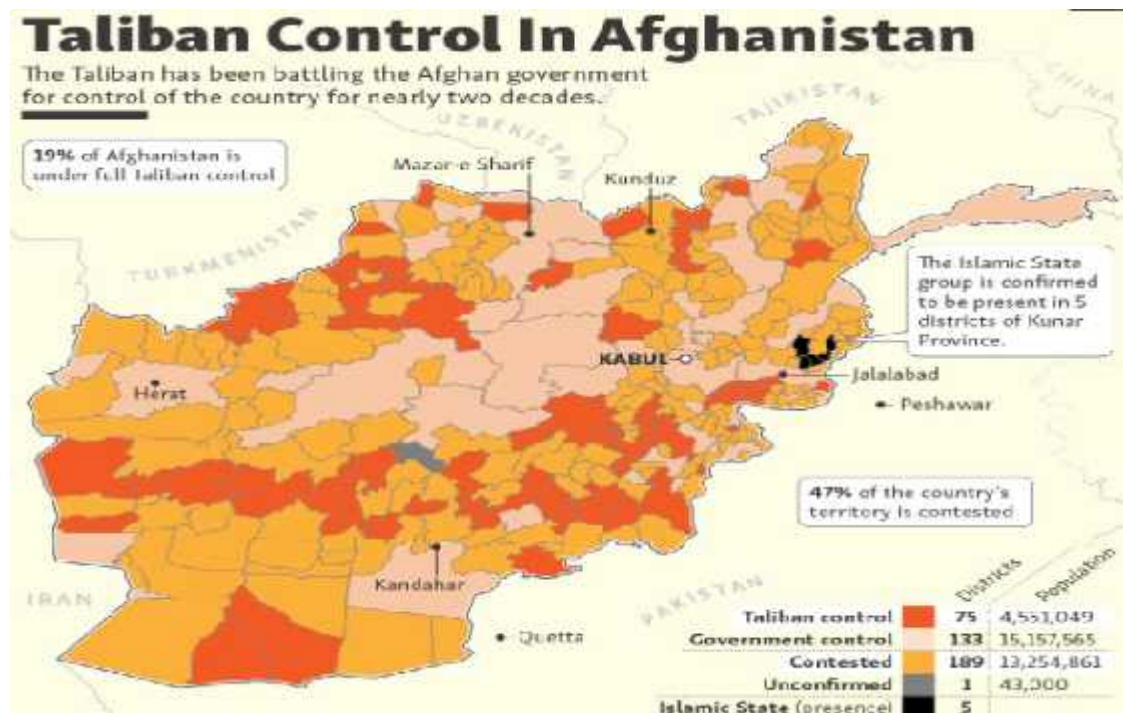 Taliban Control In Afghanistan
The Taliban has been battling the Afghan government
for control of the country for nearly two decades.
19% of Afghanistan is
under full Taliban control
UZBEKISTAN
TAJIKISTAN
CHINA
TURKMENISTAN
Mazar-e Sharif
Kunduz
The Islamic State
group is confirmed
to be present in 5
districts of Kunar
Province.
KABUL
Jalalabad
Herat
Peshawar
47% of the country's
territory is contested
Kandahar
IRAN
PAKISTAN
Quetta
Districts Population
Taliban control 75 4,551,049
Government control 133 15,157,565
Contested 189 13,254,861
Unconfirmed 1 43,000
Islamic State (presence) 5